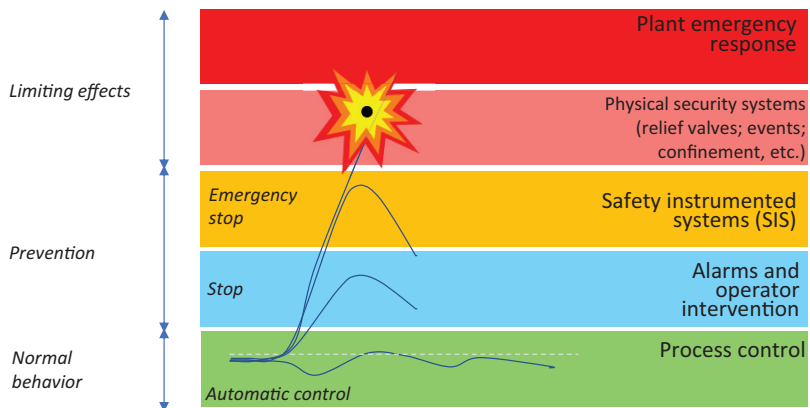 Plant emergency
response
Limiting effects
Physical security systems
(relief valves; events;
confinement, etc.)
Emergency
stop
Safety instrumented
systems (SIS)
Prevention
Stop
Alarms and
operator
intervention
Normal
behavior
Process control
Automatic control